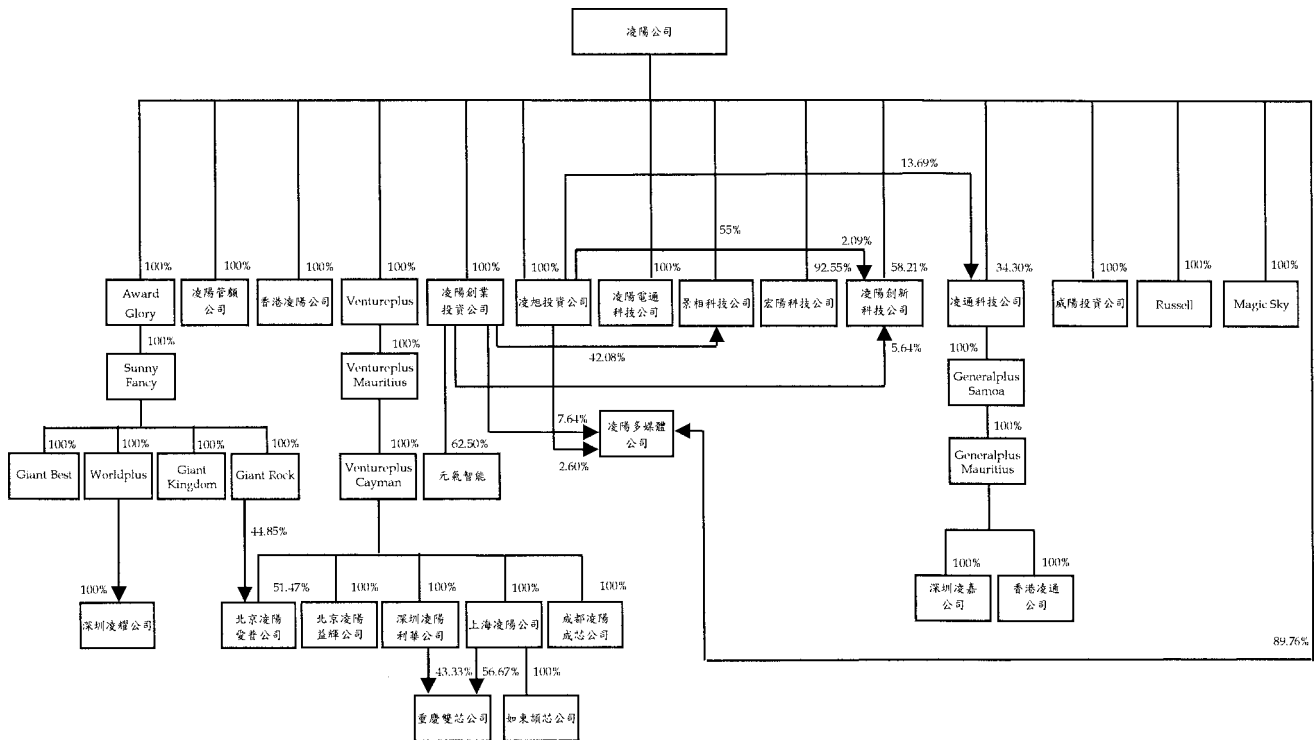 凌陽公司
13.69%
55%
2.09%
100%
100%
100%
100%
100%
100%
100%
92.55%
58.21%
34.30%
100%
100%
100%
Award
Glory
凌陽管顧
公司
香港凌陽公司
Ventureplus
凌陽創業
投資公司
凌旭投資公司
凌陽電通
科技公司
景相科技公司
宏陽科技公司
凌陽創新
科技公司
凌通科技公司
威陽投資公司
Russell
Magic Sky
100%
100%
42.08%
5.64%
100%
Sunny
Fancy
Ventureplus
Mauritius
Generalplus
Samoa
7.64%
凌陽多媒體
公司
100%
100%
100%
100%
100%
62.50%
2.60%
100%
Giant Best
Worldplus
Giant
Kingdom
Giant Rock
Ventureplus
Cayman
元氣智能
Generalplus
Mauritius
44.85%
100%
51.47%
100%
100%
100%
100%
100%
100%
深圳凌耀公司
北京凌陽
愛普公司
北京凌陽
益輝公司
深圳凌陽
利華公司
上海凌陽公司
成都凌陽
成芯公司
深圳凌嘉
公司
香港凌通
公司
89.76%
43.33%
56.67%
100%
重慶雙芯公司